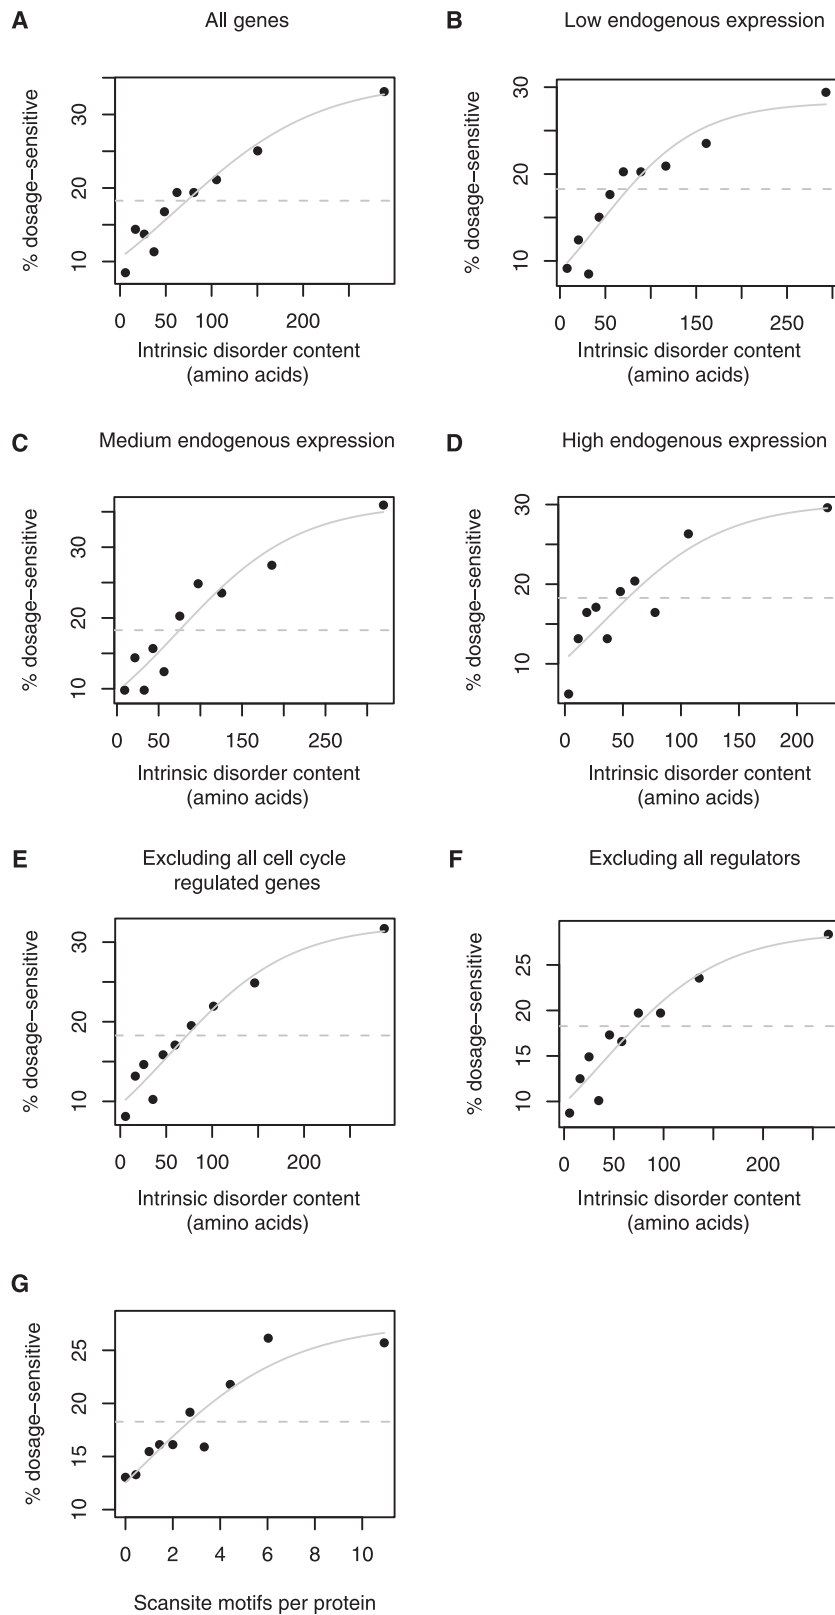 A
All genes
% dosage−sensitive
10
20
30
0
50
100
200
Intrinsic disorder content
(amino acids)
B
Low endogenous expression
% dosage−sensitive
10
20
30
0
50
150
250
Intrinsic disorder content
(amino acids)
C
Medium endogenous expression
% dosage−sensitive
10
20
30
0
50
150
250
Intrinsic disorder content
(amino acids)
D
High endogenous expression
% dosage−sensitive
10
20
30
0
50
100
150
200
Intrinsic disorder content
(amino acids)
E
Excluding all cell cycle
regulated genes
% dosage−sensitive
10
20
30
0
50
100
200
Intrinsic disorder content
(amino acids)
F
Excluding all regulators
% dosage−sensitive
10
15
20
25
0
50
100
200
Intrinsic disorder content
(amino acids)
G
% dosage−sensitive
10
15
20
25
0
2
4
6
8
10
Scansite motifs per protein